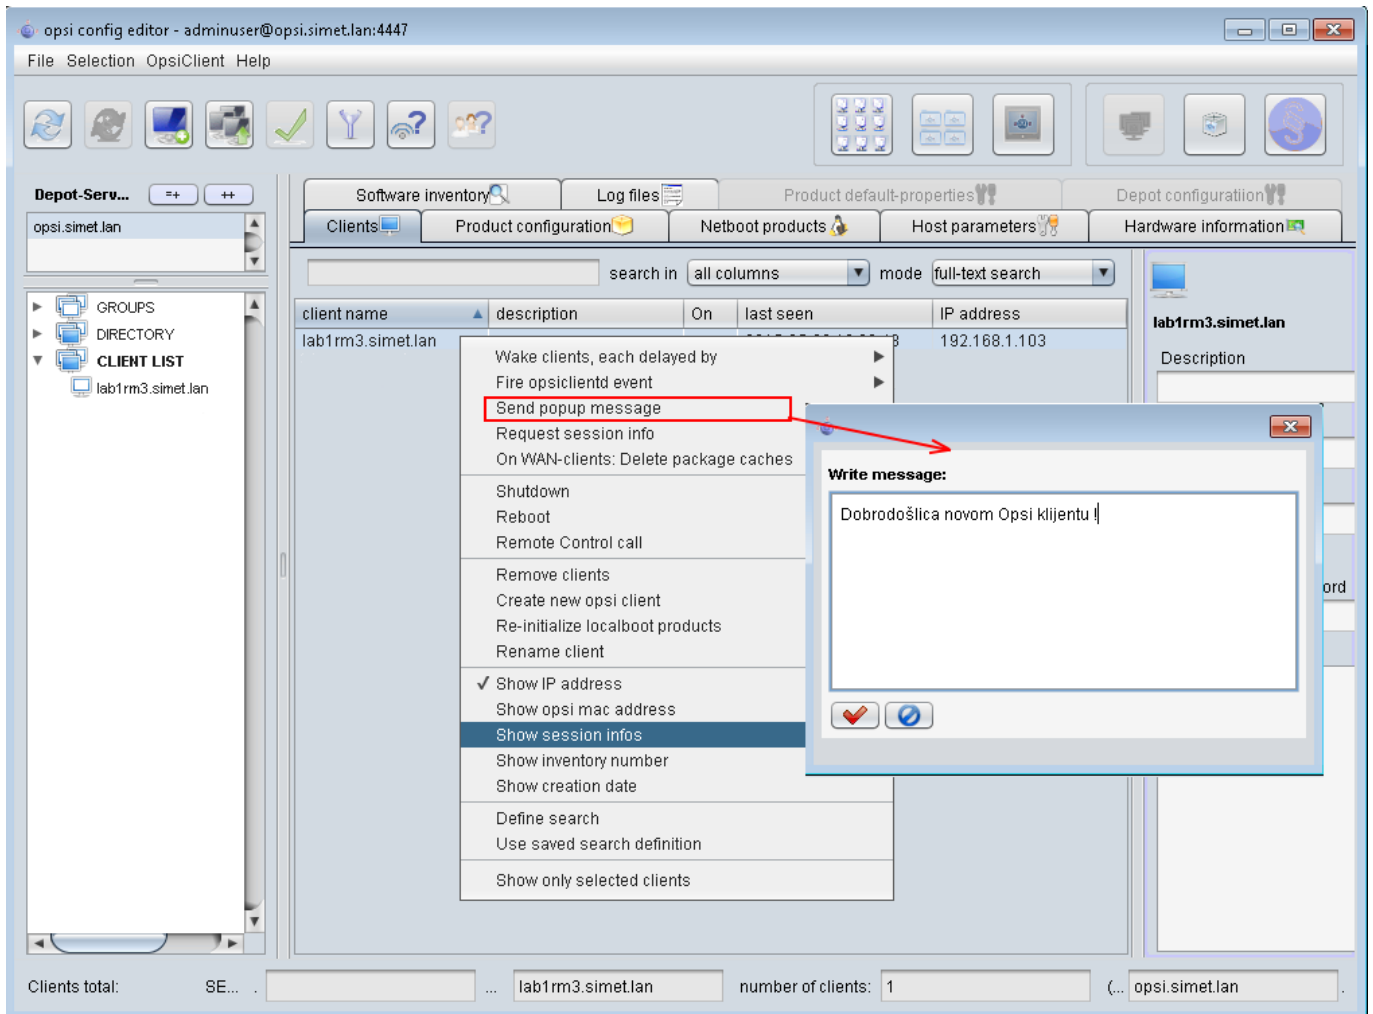 opsi config editor - adminuser@opsi.simet.lan:4447
File Selection OpsiClient Help
Depot-Serv... =+ ++
opsi.simet.lan
GROUPS
DIRECTORY
CLIENT LIST
lab1rm3.simet.lan
Software inventory Log files Product default-properties Depot configuratiion
Clients Product configuration Netboot products Host parameters Hardware information
search in all columns mode full-text search
client name description On last seen IP address
lab1rm3.simet.lan 192.168.1.103
Wake clients, each delayed by
Fire opsiclientd event
Send popup message
Request session info
On WAN-clients: Delete package caches
Shutdown
Reboot
Remote Control call
Remove clients
Create new opsi client
Re-initialize localboot products
Rename client
Show IP address
Show opsi mac address
Show session infos
Show inventory number
Show creation date
Define search
Use saved search definition
Show only selected clients
Write message:
Dobrodošlica novom Opsi klijentu !
lab1rm3.simet.lan
Description
ord
Clients total: SE... . ... lab1rm3.simet.lan number of clients: 1 (... opsi.simet.lan .